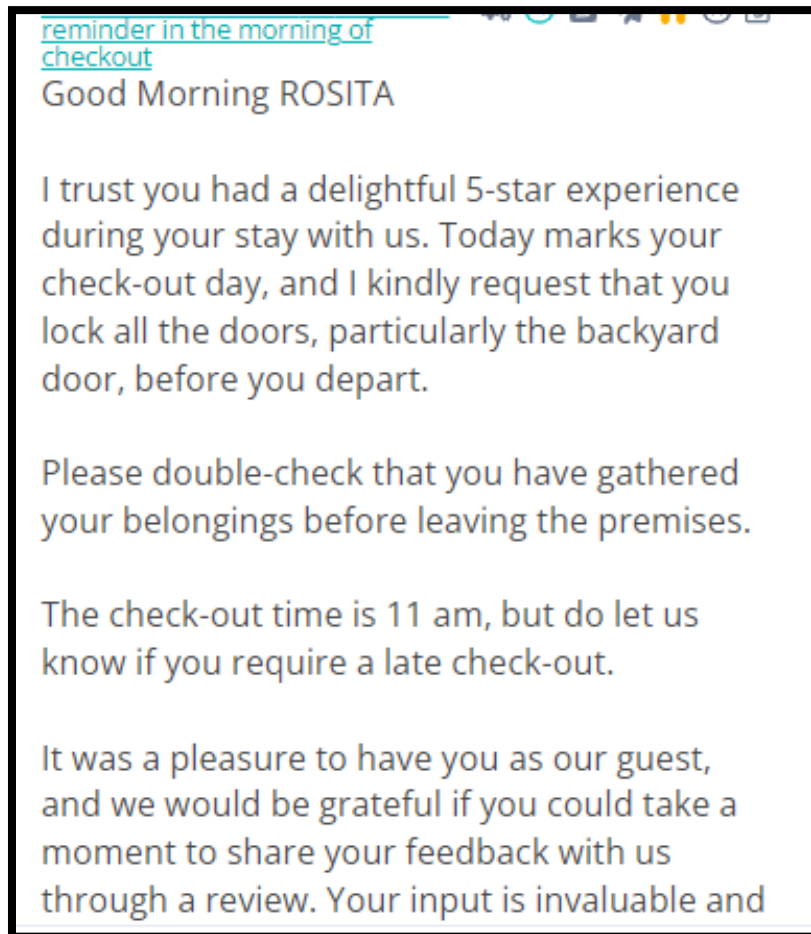 reminder in the morning of
checkout
Good Morning ROSITA
I trust you had a delightful 5-star experience
during your stay with us. Today marks your
check-out day, and I kindly request that you
lock all the doors, particularly the backyard
door, before you depart.
Please double-check that you have gathered
your belongings before leaving the premises.
The check-out time is 11 am, but do let us
know if you require a late check-out.
It was a pleasure to have you as our guest,
and we would be grateful if you could take a
moment to share your feedback with us
through a review. Your input is invaluable and